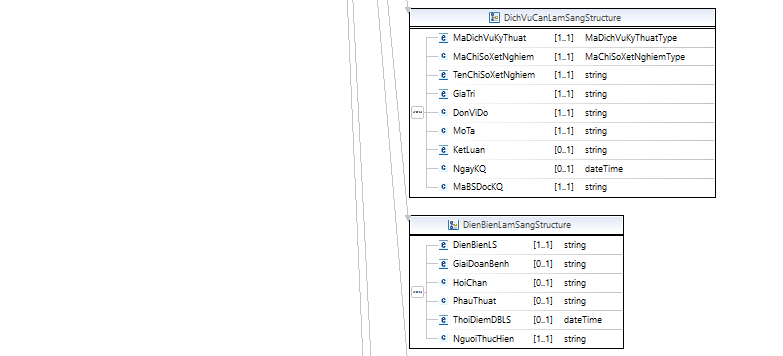 DichVuCanLamSangStructure
e MaDichVuKyThuat [1..1] MaDichVuKyThuatType
c MaChiSoXetNghiem [1..1] MaChiSoXetNghiemType
e TenChiSoXetNghiem [1..1] string
e GiaTri [1..1] string
c DonViDo [1..1] string
c MoTa [1..1] string
e KetLuan [0..1] string
c NgayKQ [0..1] dateTime
c MaBSDocKQ [1..1] string
DienBienLamSangStructure
e DienBienLS [1..1] string
e GiaiDoanBenh [0..1] string
c HoiChan [0..1] string
c PhauThuat [0..1] string
e ThoiDiemDBLS [0..1] dateTime
c NguoiThucHien [1..1] string